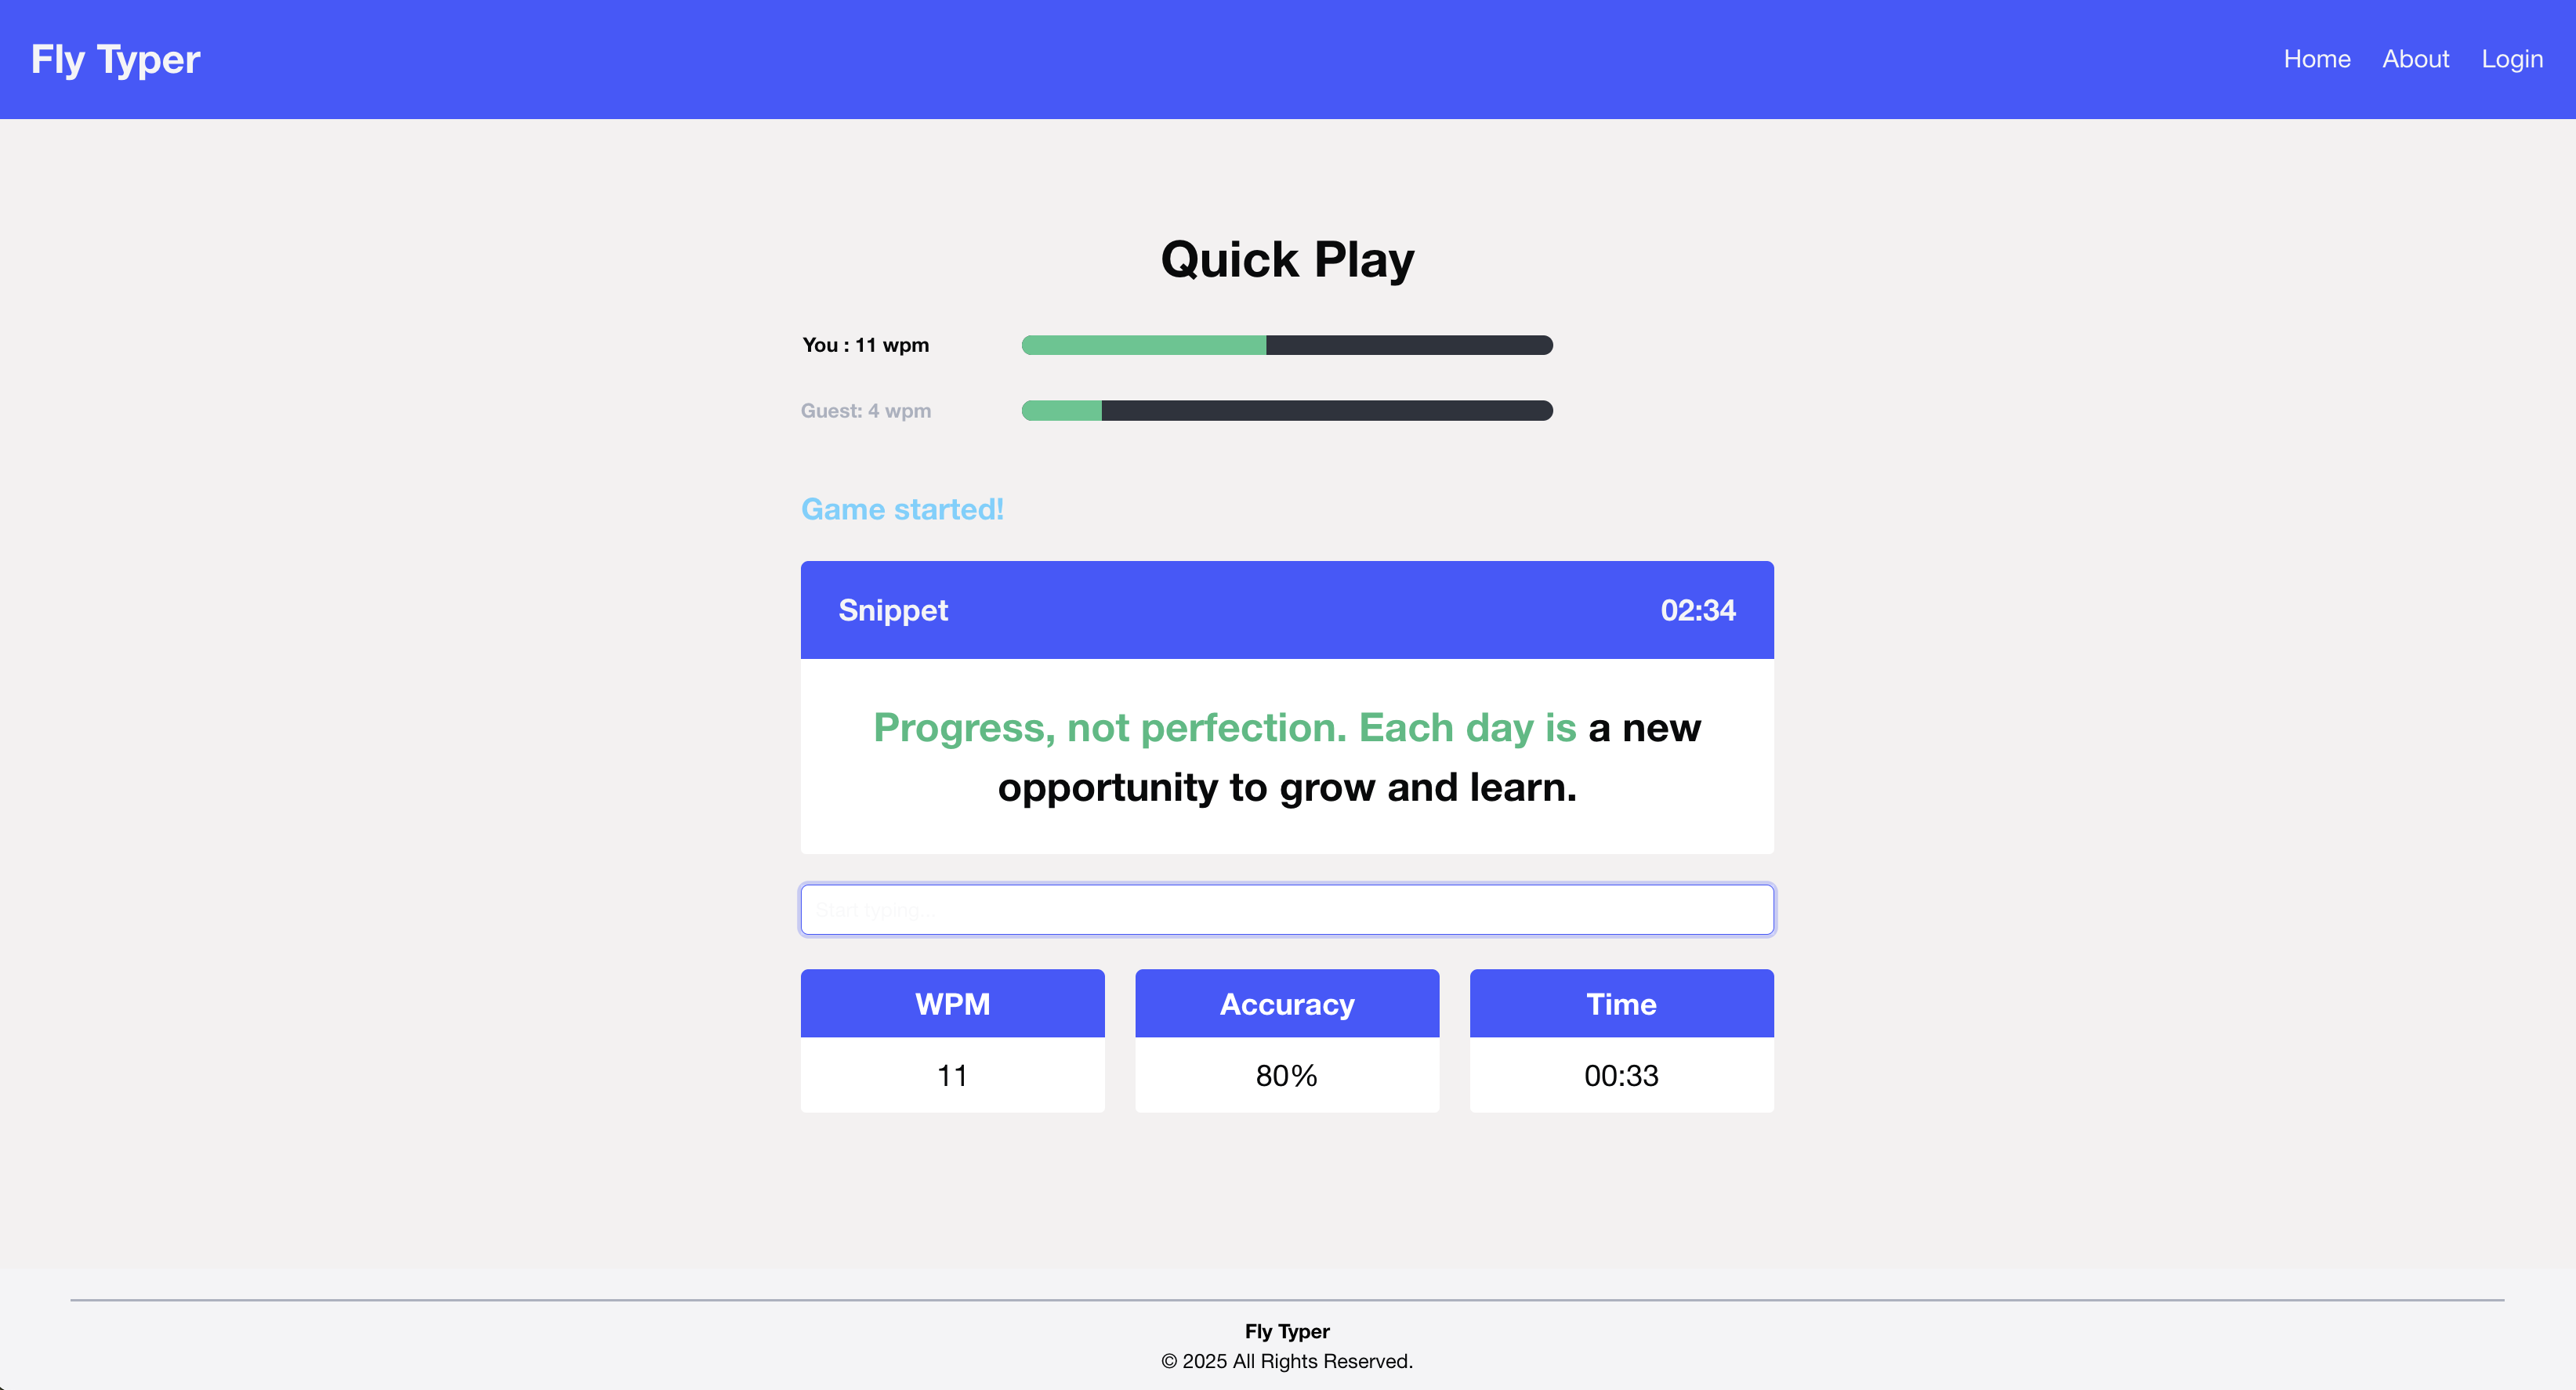 Fly Typer
Home About Login
Quick Play
You : 11 wpm
Guest: 4 wpm
Game started!
Snippet 02:34
Progress, not perfection. Each day is a new
opportunity to grow and learn.
Start typing...
WPM Accuracy Time
11 80% 00:33
Fly Typer
© 2025 All Rights Reserved.